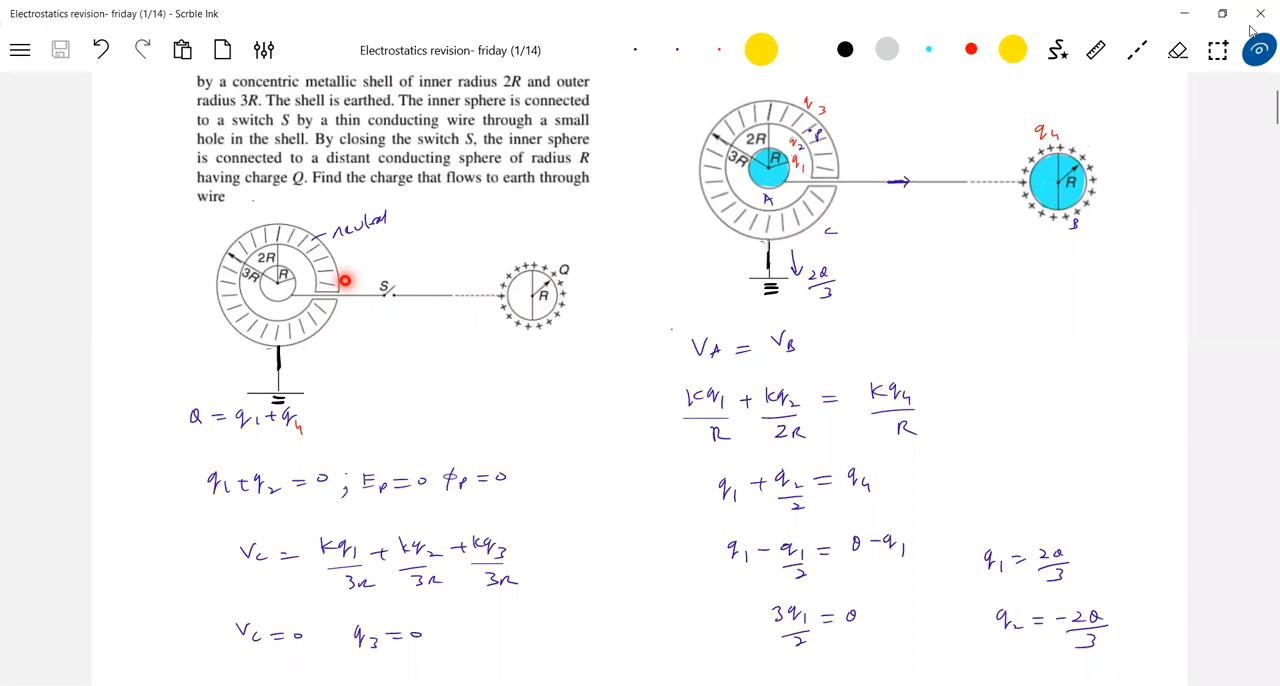 Electrostatics revision- friday (1/14) - Scrble Ink
Electrostatics revision- friday (1/14)
by a concentric metallic shell of inner radius 2R and outer
radius 3R. The shell is earthed. The inner sphere is connected
to a switch S by a thin conducting wire through a small
hole in the shell. By closing the switch S, the inner sphere
is connected to a distant conducting sphere of radius R
having charge Q. Find the charge that flows to earth through
wire
neutral
2R
3R
R
S
Q
R
Q = q1 + q4
q1 + q2 = 0 ; Ep = 0 ϕp = 0
Vc = Kq1/3R + Kq2/3R + Kq3/3R
Vc = 0 q3 = 0
q3
2R
P
q2
3R
R
q1
A
C
2Q/3
q4
R
B
VA = VB
Kq1/R + Kq2/2R = Kq4/R
q1 + q2/2 = q4
q1 - q1/2 = Q - q1
3q1/2 = Q
q1 = 2Q/3
q2 = -2Q/3